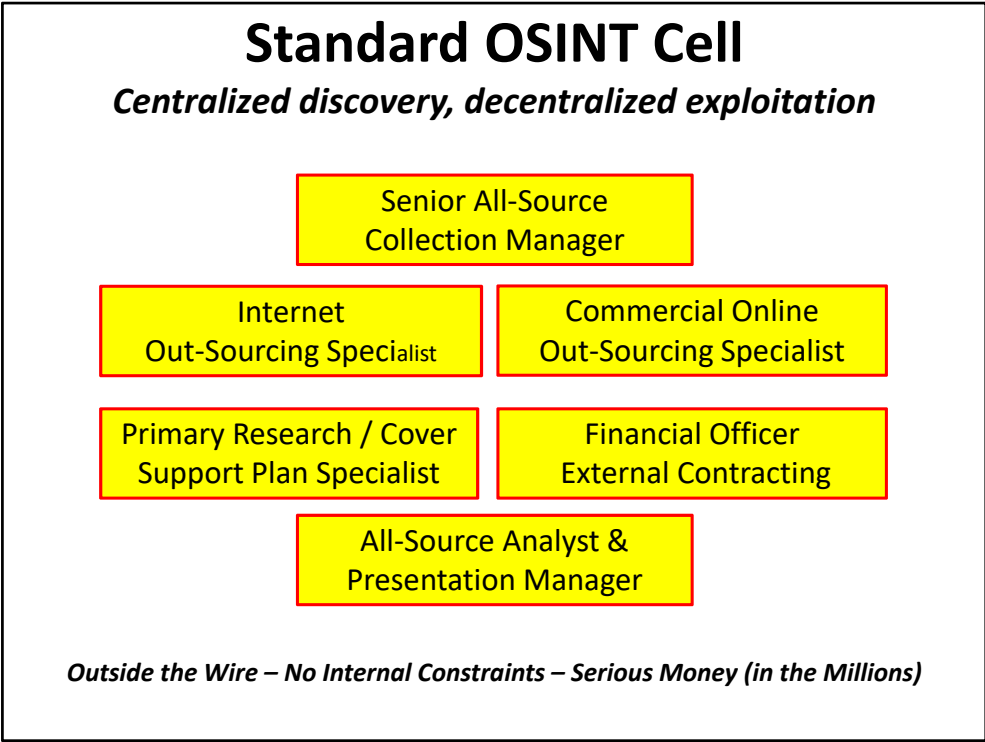 Standard OSINT Cell
Centralized discovery, decentralized exploitation
Senior All-Source
Collection Manager
Internet
Out-Sourcing Specialist
Commercial Online
Out-Sourcing Specialist
Primary Research / Cover
Support Plan Specialist
Financial Officer
External Contracting
All-Source Analyst &
Presentation Manager
Outside the Wire – No Internal Constraints – Serious Money (in the Millions)